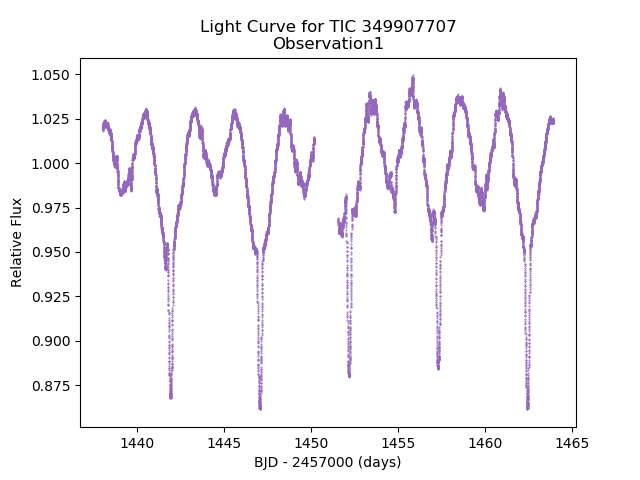 Light Curve for TIC 349907707
Observation1
1.050
1.025
1.000
0.975
0.950
0.925
0.900
0.875
Relative Flux
1440 1445 1450 1455 1460 1465
BJD - 2457000 (days)